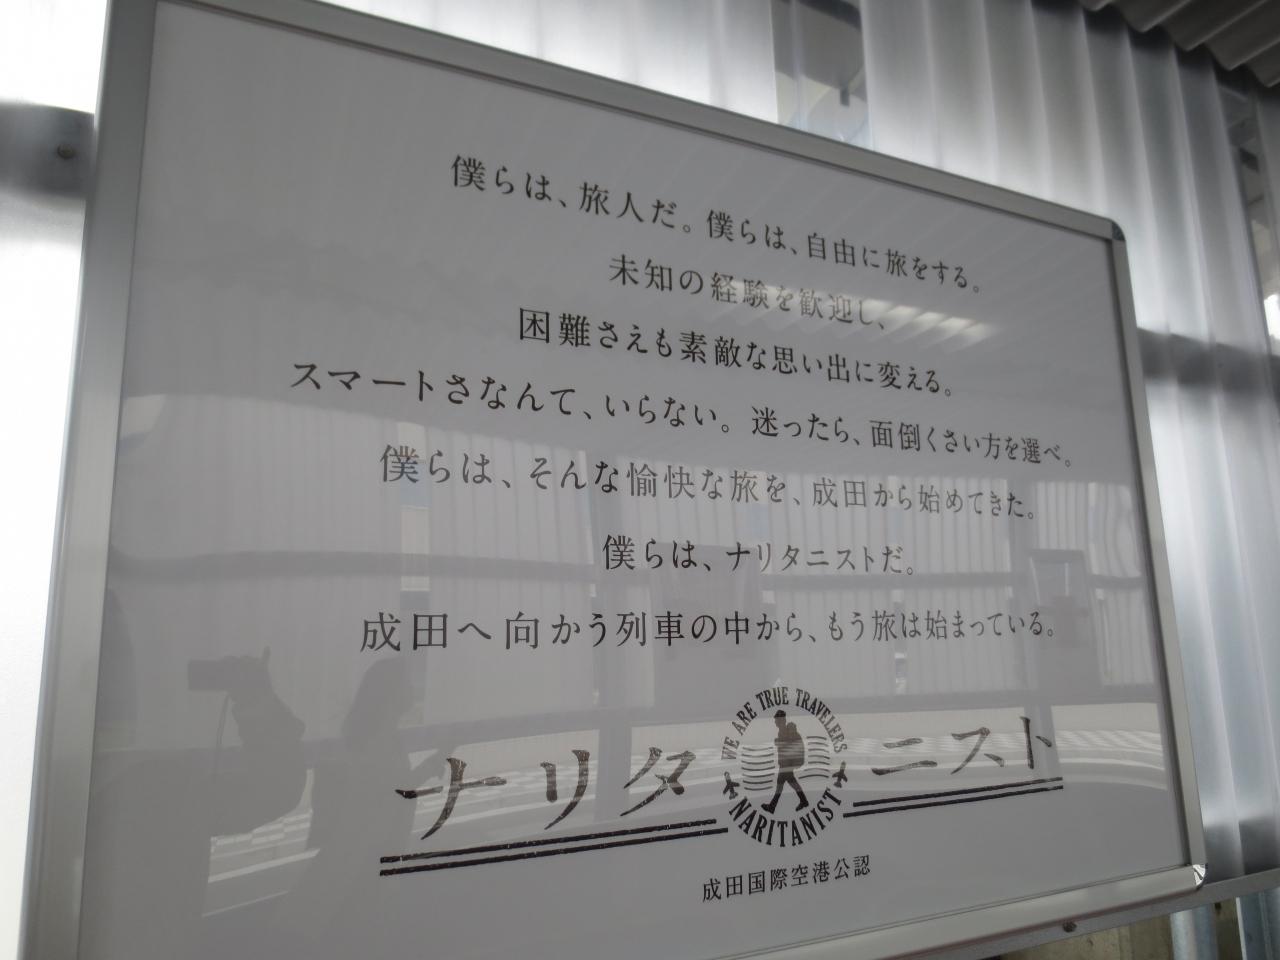 僕らは、旅人だ。僕らは、自由に旅をする。
未知の経験を歓迎し、
困難さえも素敵な思い出に変える。
スマートさなんて、いらない。迷ったら、面倒くさい方を選べ。
僕らは、そんな愉快な旅を、成田から始めてきた。
僕らは、ナリタニストだ。
成田へ向かう列車の中から、もう旅は始まっている。
WE ARE TRUE TRAVELERS
ナリタニスト
NARITANIST
成田国際空港公認